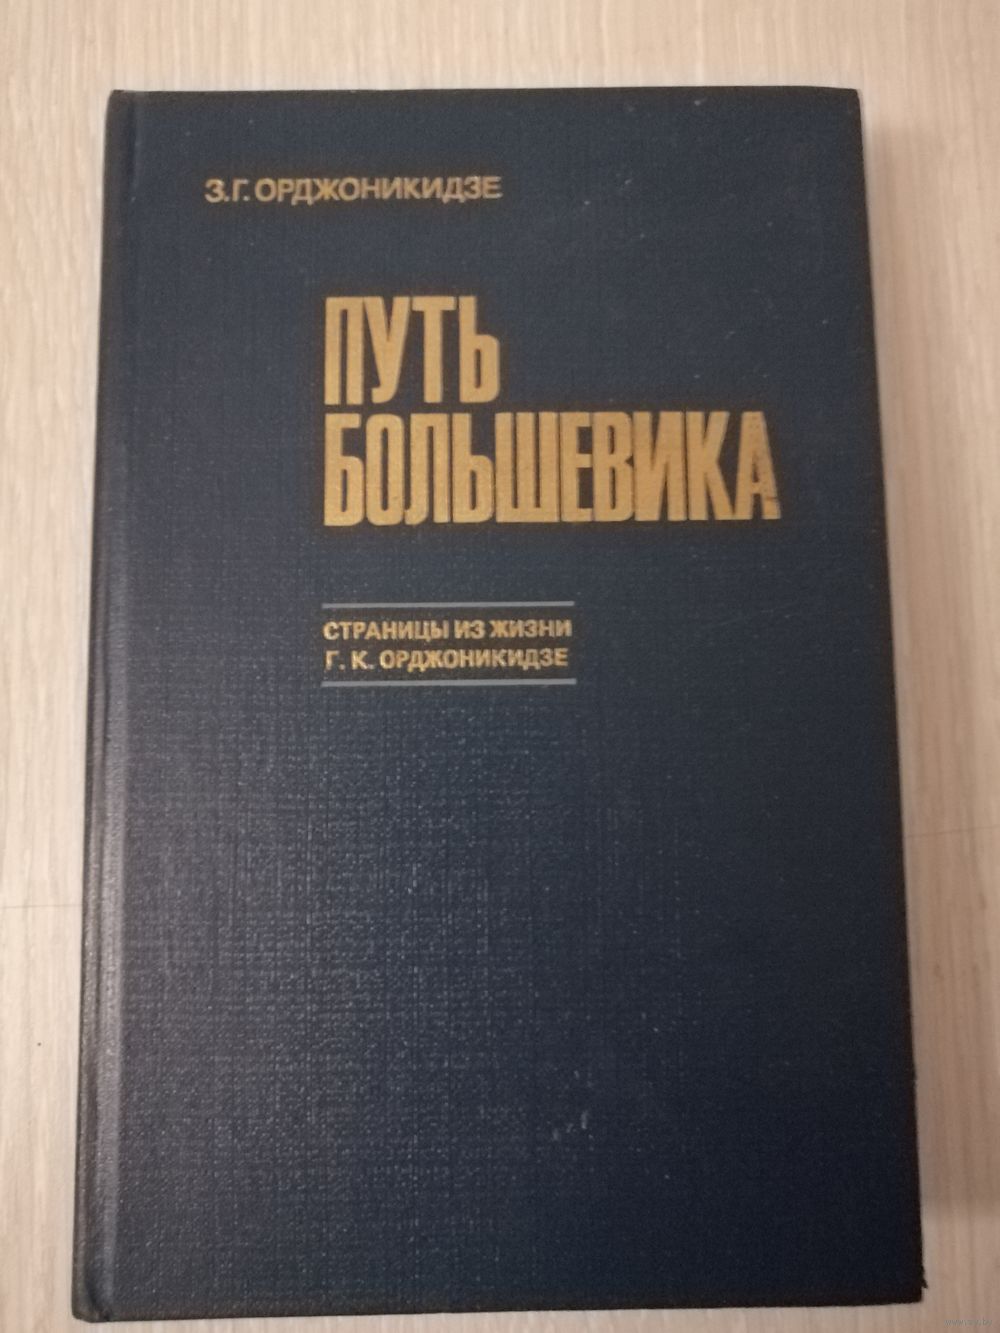 З.Г. ОРДЖОНИКИДЗЕ
ПУТЬ
БОЛЬШЕВИКА
СТРАНИЦЫ ИЗ ЖИЗНИ
Г. К. ОРДЖОНИКИДЗЕ